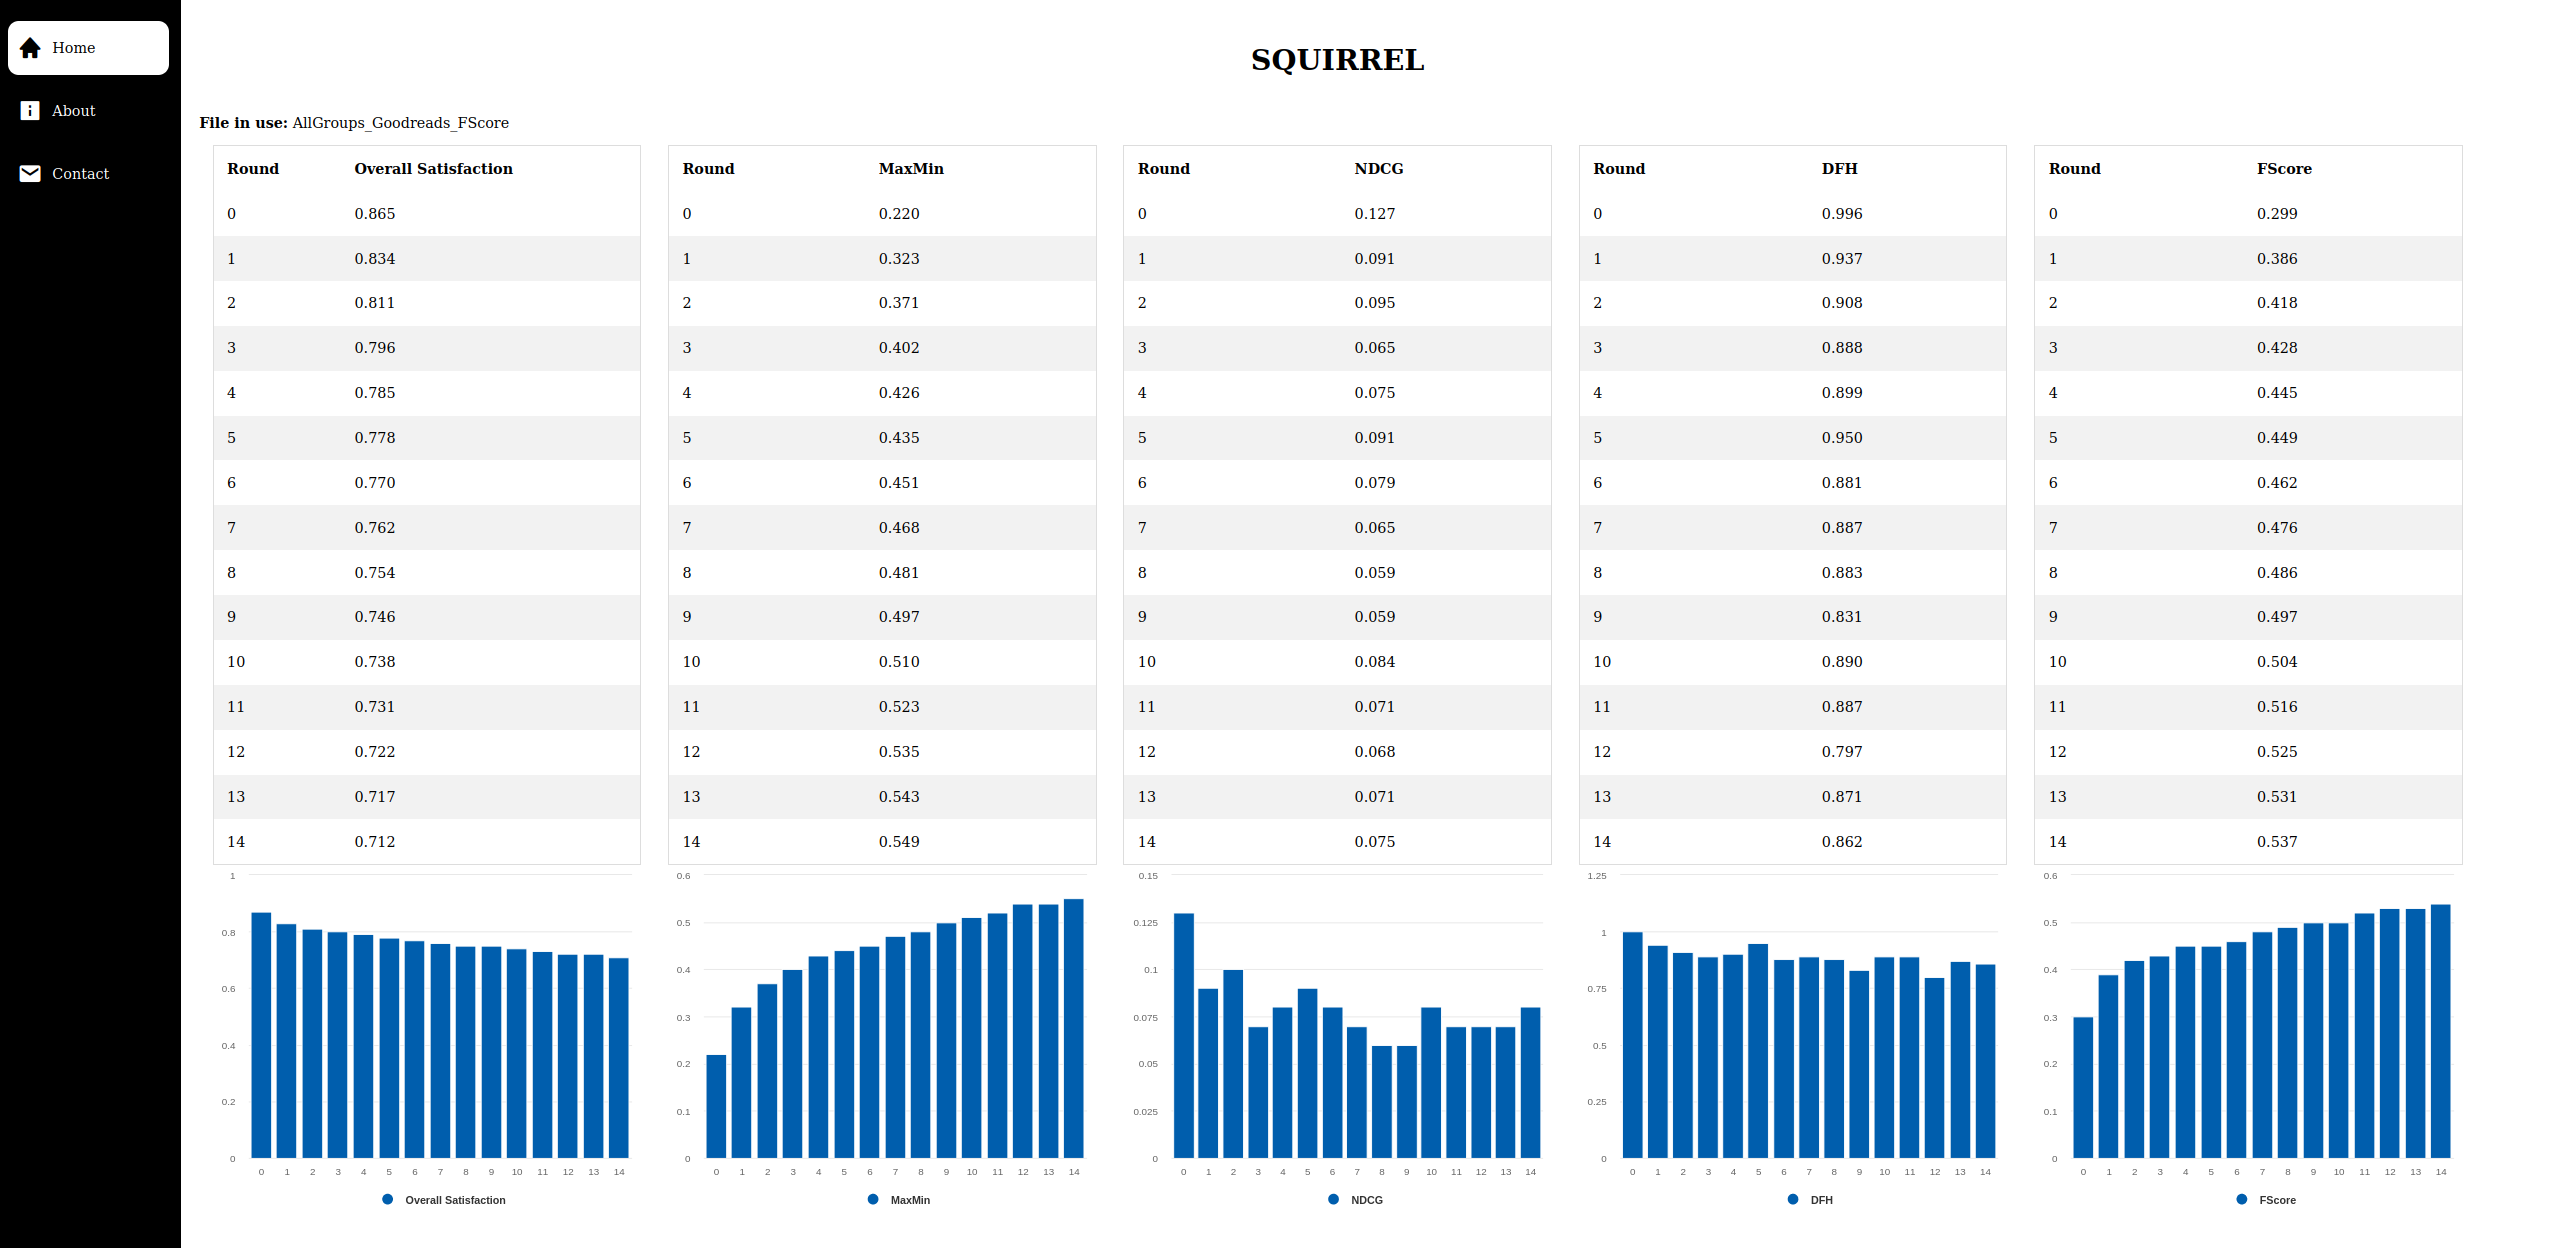 Home
About
Contact
SQUIRREL
File in use: AllGroups_Goodreads_FScore
Round Overall Satisfaction Round MaxMin Round NDCG Round DFH Round FScore
0 0.865 0 0.220 0 0.127 0 0.996 0 0.299
1 0.834 1 0.323 1 0.091 1 0.937 1 0.386
2 0.811 2 0.371 2 0.095 2 0.908 2 0.418
3 0.796 3 0.402 3 0.065 3 0.888 3 0.428
4 0.785 4 0.426 4 0.075 4 0.899 4 0.445
5 0.778 5 0.435 5 0.091 5 0.950 5 0.449
6 0.770 6 0.451 6 0.079 6 0.881 6 0.462
7 0.762 7 0.468 7 0.065 7 0.887 7 0.476
8 0.754 8 0.481 8 0.059 8 0.883 8 0.486
9 0.746 9 0.497 9 0.059 9 0.831 9 0.497
10 0.738 10 0.510 10 0.084 10 0.890 10 0.504
11 0.731 11 0.523 11 0.071 11 0.887 11 0.516
12 0.722 12 0.535 12 0.068 12 0.797 12 0.525
13 0.717 13 0.543 13 0.071 13 0.871 13 0.531
14 0.712 14 0.549 14 0.075 14 0.862 14 0.537
1 0.6 0.15 1.25 0.6
0.5 0.125 0.5
0.8 1
0.4 0.1 0.4
0.6 0.75
0.3 0.075 0.3
0.4 0.5
0.2 0.05 0.2
0.2 0.25
0.1 0.025 0.1
0 0 0 0 0
0 1 2 3 4 5 6 7 8 9 10 11 12 13 14 0 1 2 3 4 5 6 7 8 9 10 11 12 13 14 0 1 2 3 4 5 6 7 8 9 10 11 12 13 14 0 1 2 3 4 5 6 7 8 9 10 11 12 13 14 0 1 2 3 4 5 6 7 8 9 10 11 12 13 14
Overall Satisfaction MaxMin NDCG DFH FScore